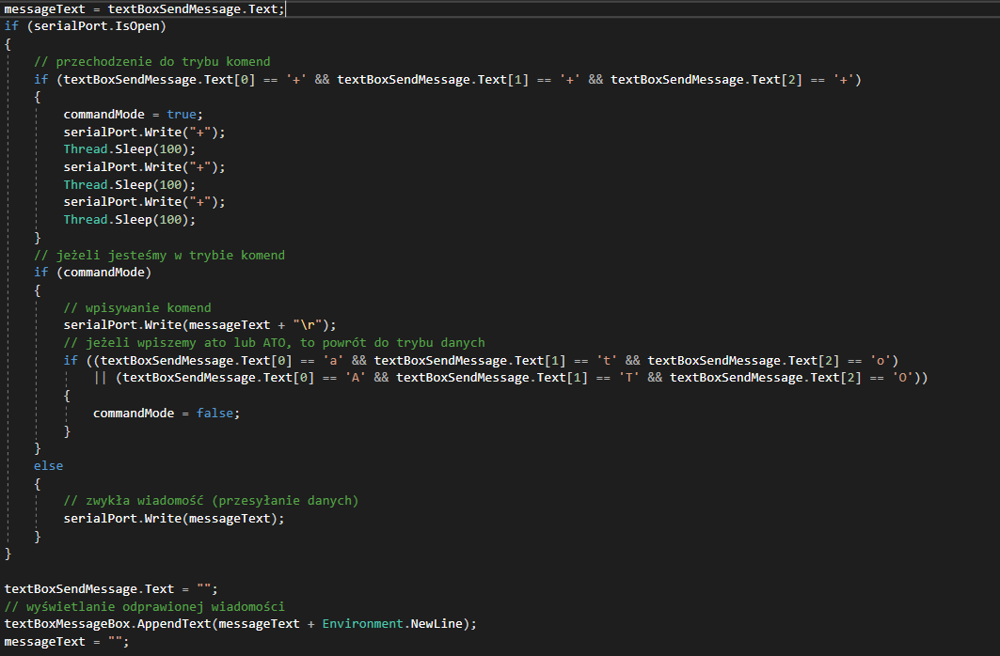 messageText = textBoxSendMessage.Text;
if (serialPort.IsOpen)
{
    // przechodzenie do trybu komend
    if (textBoxSendMessage.Text[0] == '+' && textBoxSendMessage.Text[1] == '+' && textBoxSendMessage.Text[2] == '+')
    {
        commandMode = true;
        serialPort.Write("+");
        Thread.Sleep(100);
        serialPort.Write("+");
        Thread.Sleep(100);
        serialPort.Write("+");
        Thread.Sleep(100);
    }
    // jeżeli jesteśmy w trybie komend
    if (commandMode)
    {
        // wpisywanie komend
        serialPort.Write(messageText + "\r");
        // jeżeli wpiszemy ato lub ATO, to powrót do trybu danych
        if ((textBoxSendMessage.Text[0] == 'a' && textBoxSendMessage.Text[1] == 't' && textBoxSendMessage.Text[2] == 'o')
            || (textBoxSendMessage.Text[0] == 'A' && textBoxSendMessage.Text[1] == 'T' && textBoxSendMessage.Text[2] == 'O'))
        {
            commandMode = false;
        }
    }
    else
    {
        // zwykła wiadomość (przesyłanie danych)
        serialPort.Write(messageText);
    }
}

textBoxSendMessage.Text = "";
// wyświetlanie odprawionej wiadomości
textBoxMessageBox.AppendText(messageText + Environment.NewLine);
messageText = "";